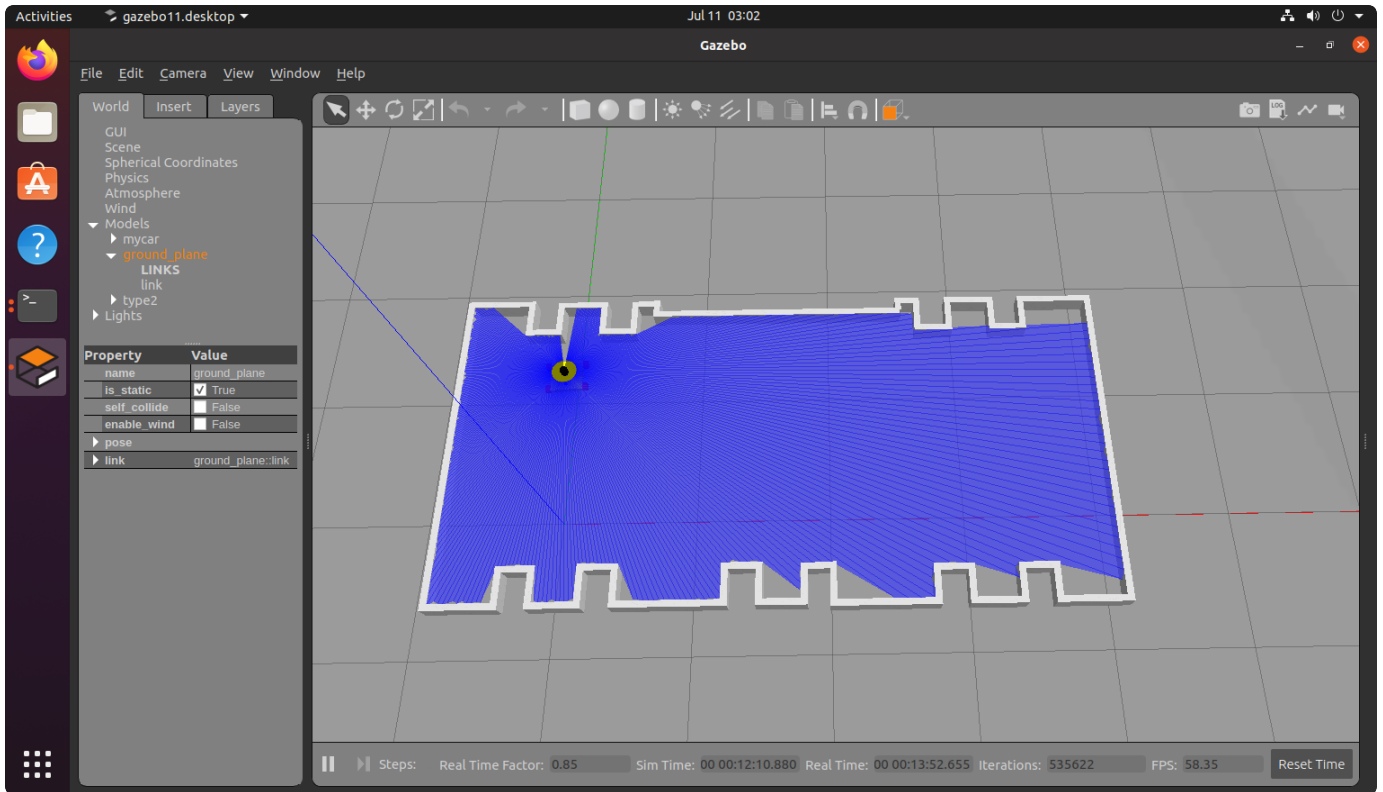 Activities gazebo11.desktop Jul 11 03:02
Gazebo
File Edit Camera View Window Help
World Insert Layers
GUI
Scene
Spherical Coordinates
Physics
Atmosphere
Wind
Models
mycar
ground_plane
LINKS
link
type2
Lights
Property Value
name ground_plane
is_static True
self_collide False
enable_wind False
pose
link ground_plane::link
LOG
Steps: Real Time Factor: 0.85 Sim Time: 00 00:12:10.880 Real Time: 00 00:13:52.655 Iterations: 535622 FPS: 58.35 Reset Time